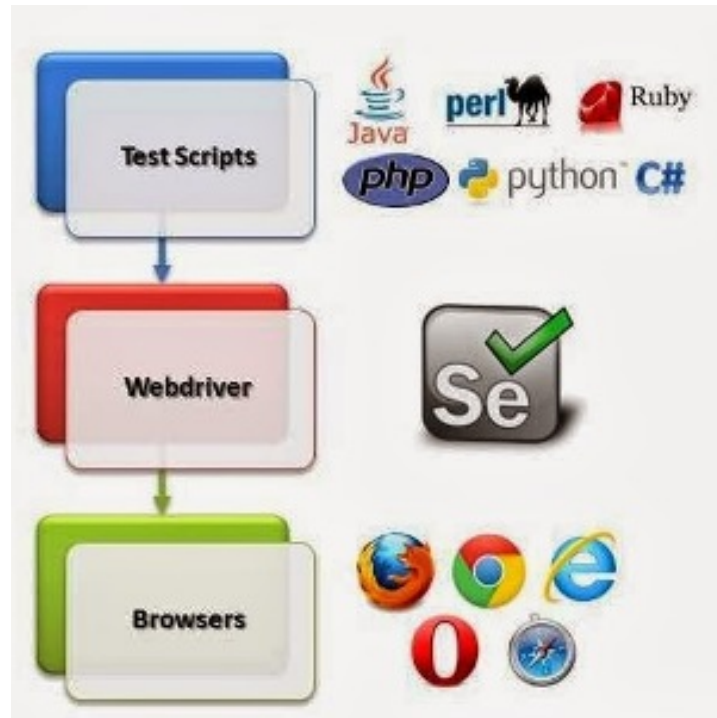 Test Scripts
Java
perl
Ruby
php
python
C#
Webdriver
Se
Browsers